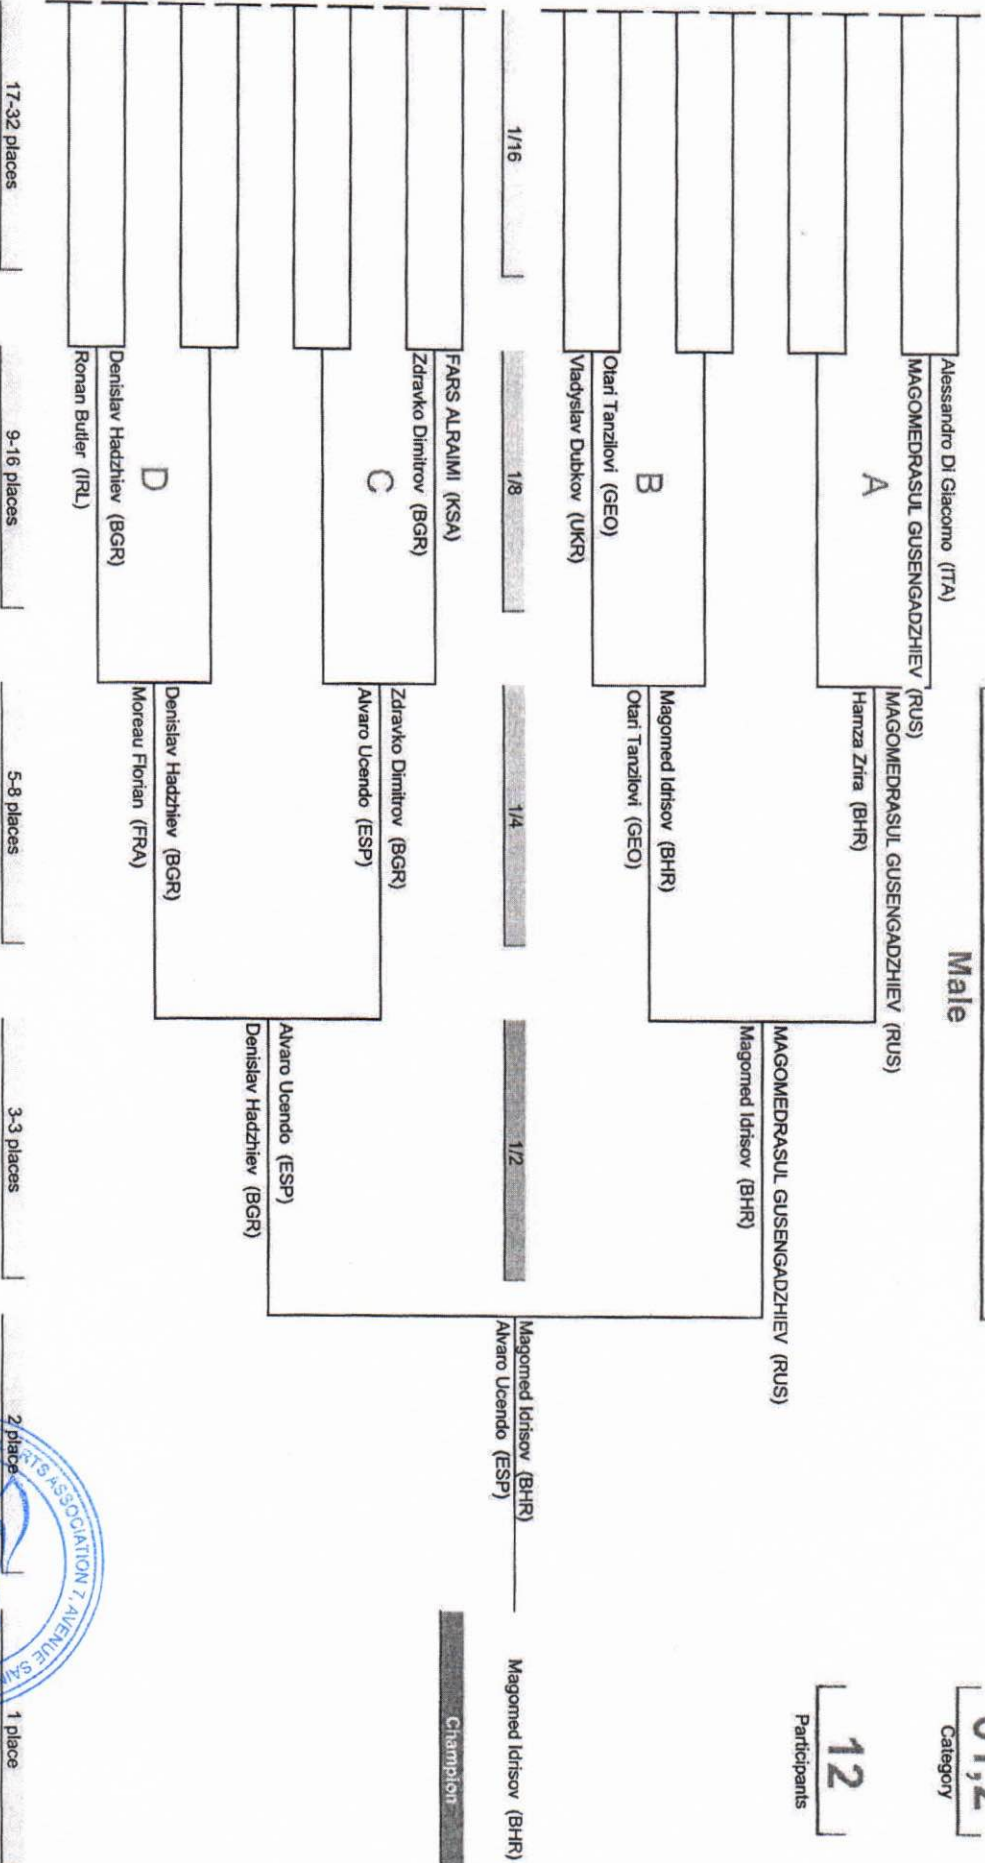 Male
Category
12
Participants
Alessandro Di Giacomo (ITA)
MAGOMEDRASUL GUSENGADZHIEV (RUS)
A
MAGOMEDRASUL GUSENGADZHIEV (RUS)
Hamza Zrira (BHR)
MAGOMEDRASUL GUSENGADZHIEV (RUS)
Magomed Idrisov (BHR)
Magomed Idrisov (BHR)
Otari Tanzilovi (GEO)
B
Otari Tanzilovi (GEO)
Vladyslav Dubkov (UKR)
1/16
1/8
1/4
1/2
Magomed Idrisov (BHR)
Alvaro Ucendo (ESP)
Magomed Idrisov (BHR)
Champion
FARS ALRAIMI (KSA)
Zdravko Dimitrov (BGR)
C
Zdravko Dimitrov (BGR)
Alvaro Ucendo (ESP)
Alvaro Ucendo (ESP)
Denislav Hadzhiev (BGR)
D
Denislav Hadzhiev (BGR)
Moreau Florian (FRA)
Denislav Hadzhiev (BGR)
Ronan Butler (IRL)
17-32 places
9-16 places
5-8 places
3-3 places
2 place
1 place
ASSOCIATION 7, AVENUE